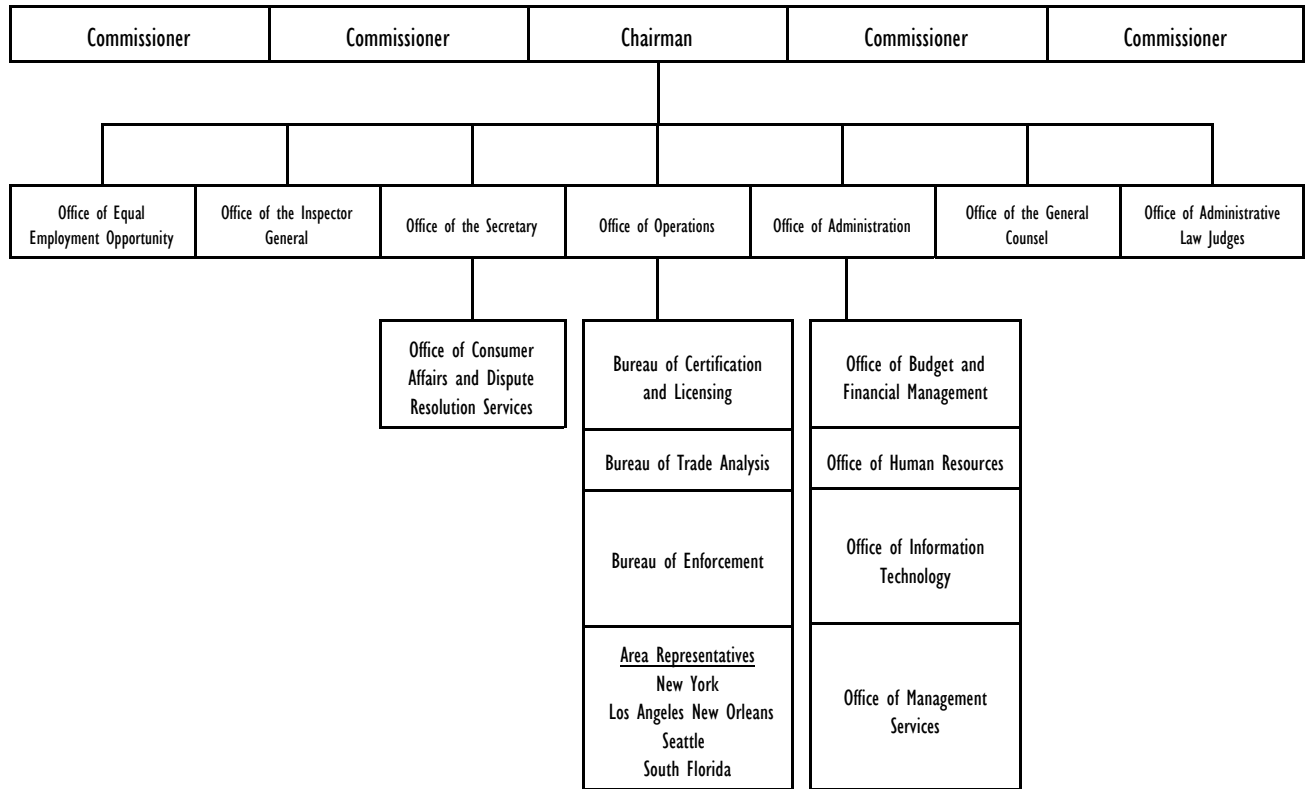 Commissioner
Commissioner
Chairman
Commissioner
Commissioner
Office of Equal
Employment Opportunity
Office of the Inspector
General
Office of the Secretary
Office of Operations
Office of Administration
Office of the General
Counsel
Office of Administrative
Law Judges
Office of Consumer
Affairs and Dispute
Resolution Services
Bureau of Certification
and Licensing
Bureau of Trade Analysis
Bureau of Enforcement
Area Representatives
New York
Los Angeles New Orleans
Seattle
South Florida
Office of Budget and
Financial Management
Office of Human Resources
Office of Information
Technology
Office of Management
Services